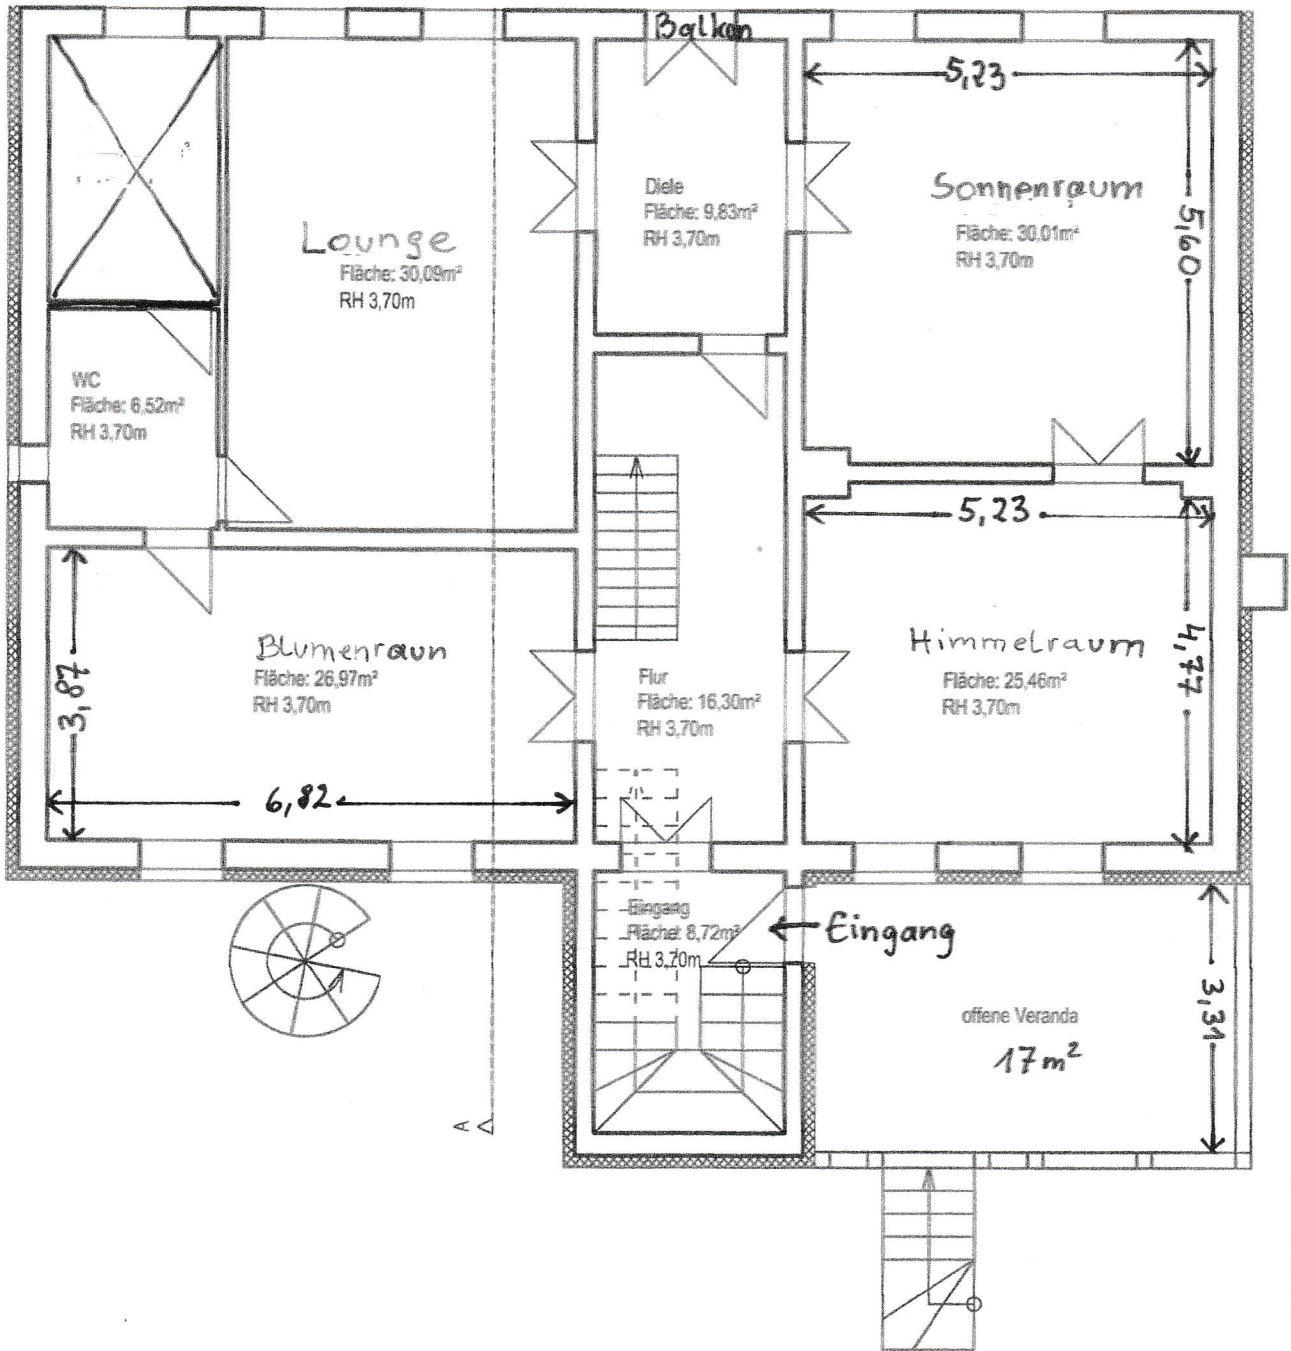 Balkon
5,23
Diele
Fläche: 9,83m²
RH 3,70m
Sonnenraum
Fläche: 30,01m²
RH 3,70m
5,60
Lounge
Fläche: 30,09m²
RH 3,70m
WC
Fläche: 6,52m²
RH 3,70m
5,23
Blumenraun
Fläche: 26,97m²
RH 3,70m
3,87
6,82
Flur
Fläche: 16,30m²
RH 3,70m
Himmelraum
Fläche: 25,46m²
RH 3,70m
4,77
Eingang
Fläche: 8,72m²
RH 3,70m
Eingang
offene Veranda
17m²
3,31
A